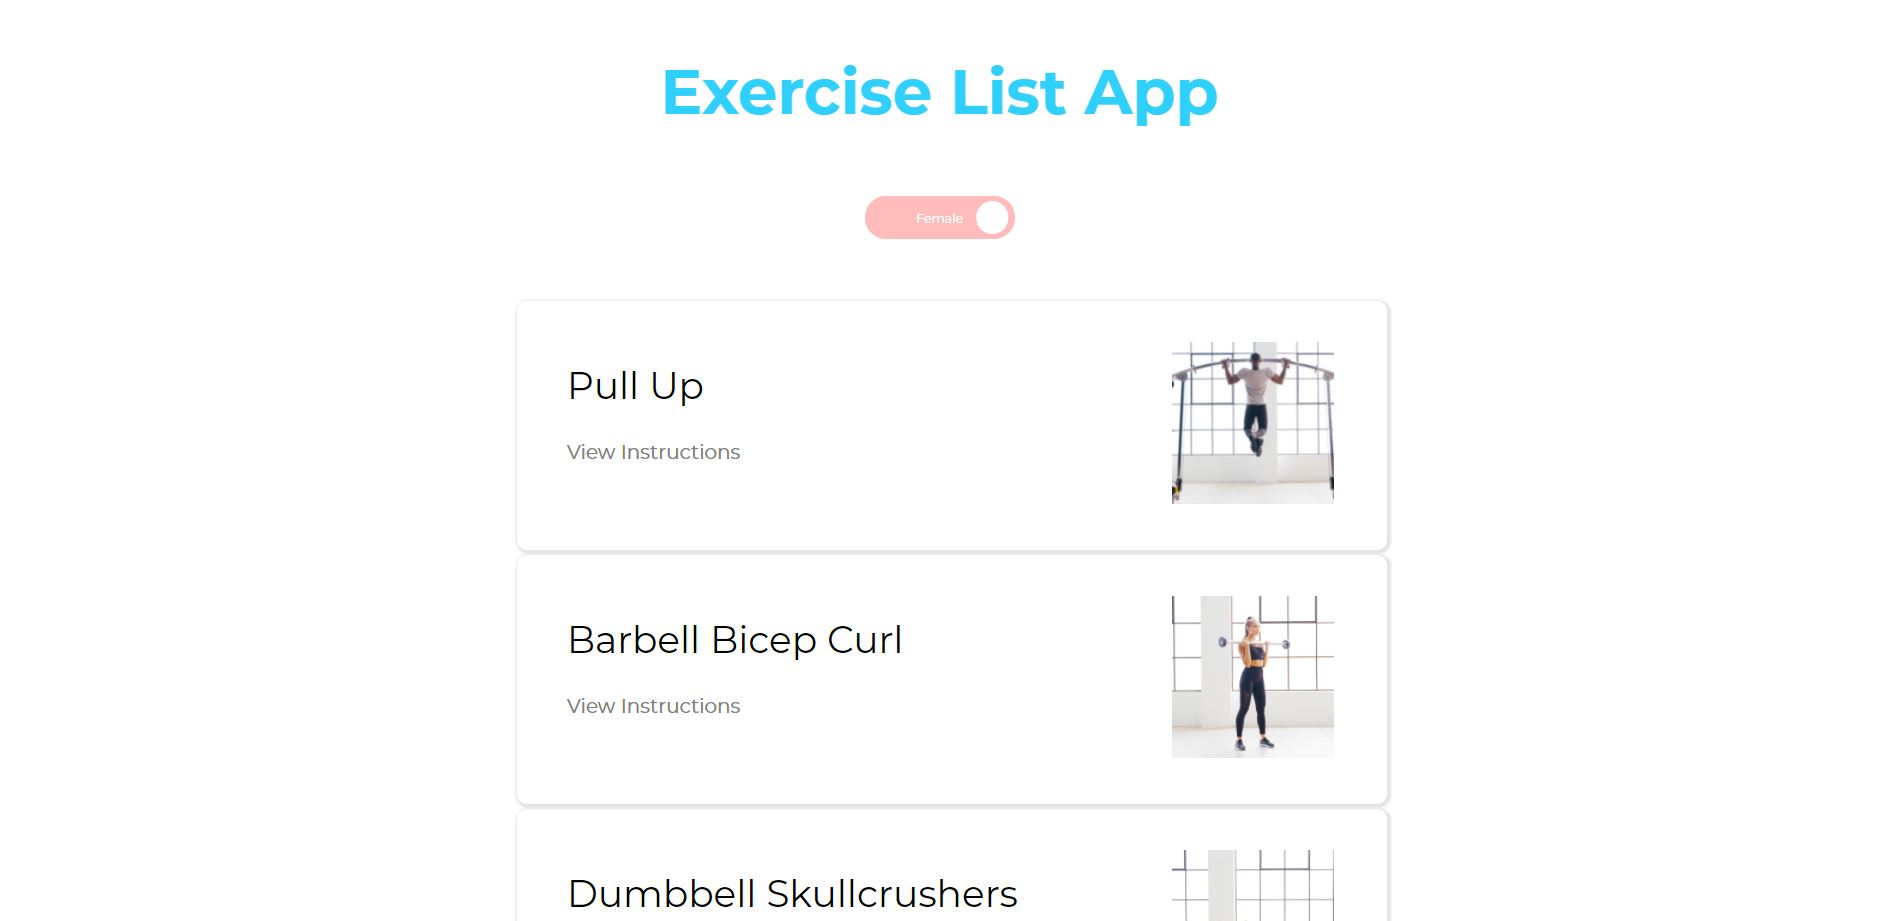 Exercise List App
Female
Pull Up
View Instructions
Barbell Bicep Curl
View Instructions
Dumbbell Skullcrushers